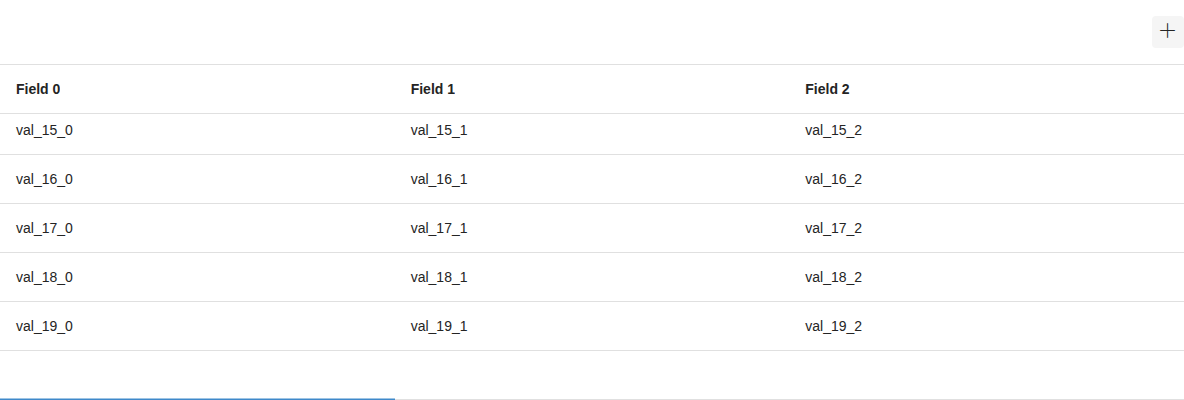 Field 0 Field 1 Field 2
val_15_0 val_15_1 val_15_2
val_16_0 val_16_1 val_16_2
val_17_0 val_17_1 val_17_2
val_18_0 val_18_1 val_18_2
val_19_0 val_19_1 val_19_2